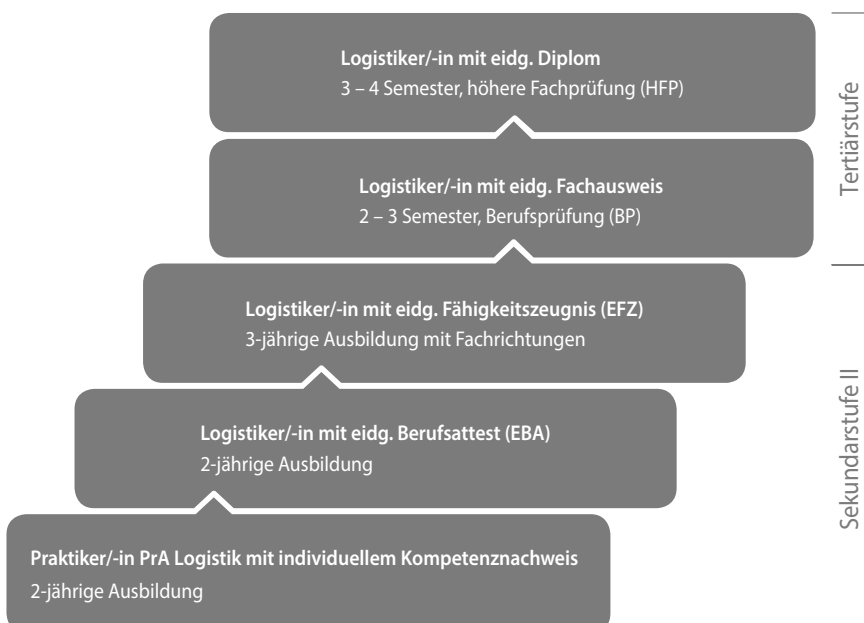 Logistiker/-in mit eidg. Diplom
3 – 4 Semester, höhere Fachprüfung (HFP)
Logistiker/-in mit eidg. Fachausweis
2 – 3 Semester, Berufsprüfung (BP)
Tertiärstufe
Logistiker/-in mit eidg. Fähigkeitszeugnis (EFZ)
3-jährige Ausbildung mit Fachrichtungen
Logistiker/-in mit eidg. Berufsattest (EBA)
2-jährige Ausbildung
Praktiker/-in PrA Logistik mit individuellem Kompetenznachweis
2-jährige Ausbildung
Sekundarstufe II